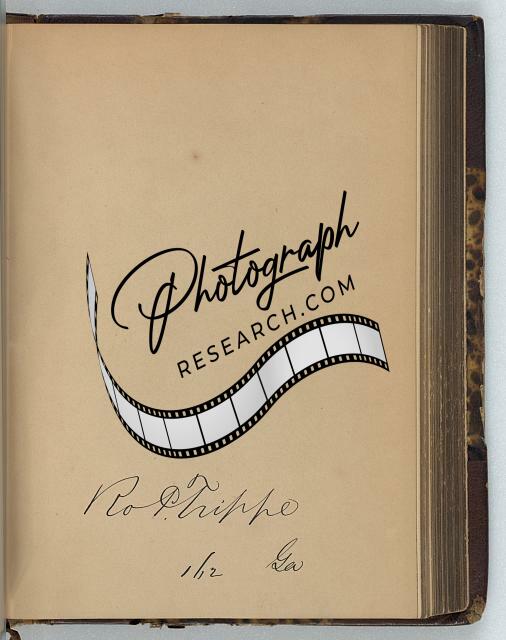 Photograph
RESEARCH.COM
Ro P. Trippe
1/12 Ga